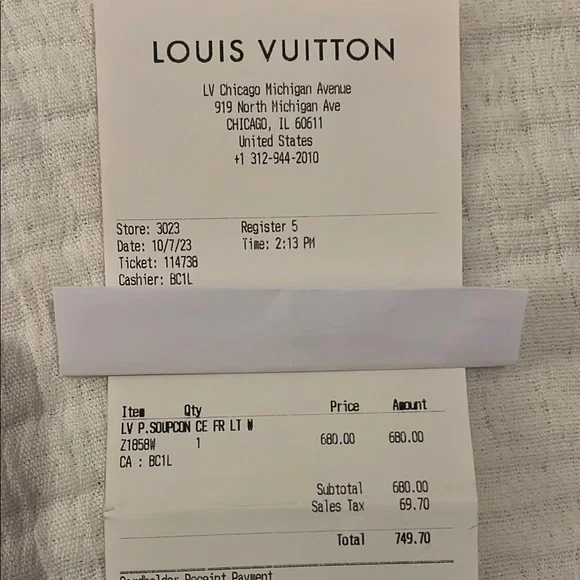 LOUIS VUITTON
LV Chicago Michigan Avenue
919 North Michigan Ave
CHICAGO, IL 60611
United States
+1 312-944-2010
Store: 3023 Register 5
Date: 10/7/23 Time: 2:13 PM
Ticket: 114738
Cashier: BC1L
Item Qty Price Amount
LV P.SOUPCON CE FR LT W
Z1858W 1 680.00 680.00
CA : BC1L
Subtotal 680.00
Sales Tax 69.70
Total 749.70
Cardholder Receipt Payment